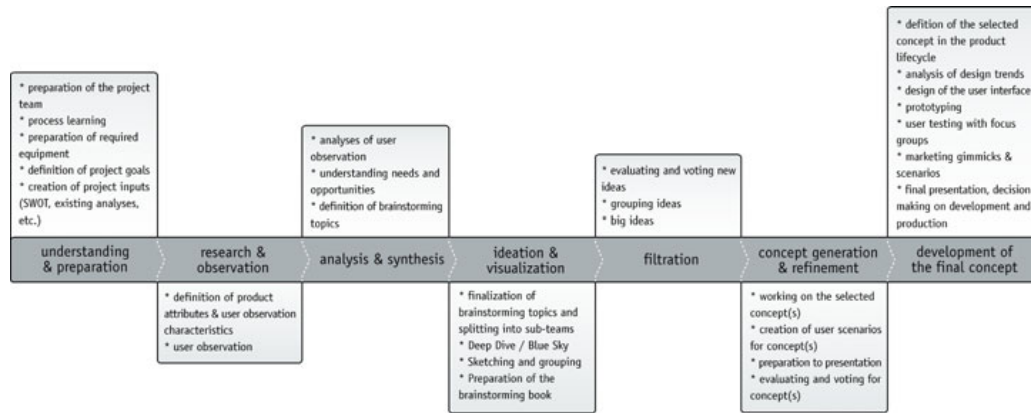 * preparation of the project
team
* process learning
* preparation of required
equipment
* definition of project goals
* creation of project inputs
(SWOT, existing analyses,
etc.)
understanding
& preparation
research &
observation
* definition of product
attributes & user observation
characteristics
* user observation
* analyses of user
observation
* understanding needs and
opportunities
* definition of brainstorming
topics
analysis & synthesis
ideation &
visualization
* finalization of
brainstorming topics and
splitting into sub-teams
* Deep Dive / Blue Sky
* Sketching and grouping
* Preparation of the
brainstorming book
* evaluating and voting new
ideas
* grouping ideas
* big ideas
filtration
concept generation
& refinement
* working on the selected
concept(s)
* creation of user scenarios
for concept(s)
* preparation to presentation
* evaluating and voting for
concept(s)
* defition of the selected
concept in the product
lifecycle
* analysis of design trends
* design of the user interface
* prototyping
* user testing with focus
groups
* marketing gimmicks &
scenarios
* final presentation, decision
making on development and
production
development of
the final concept